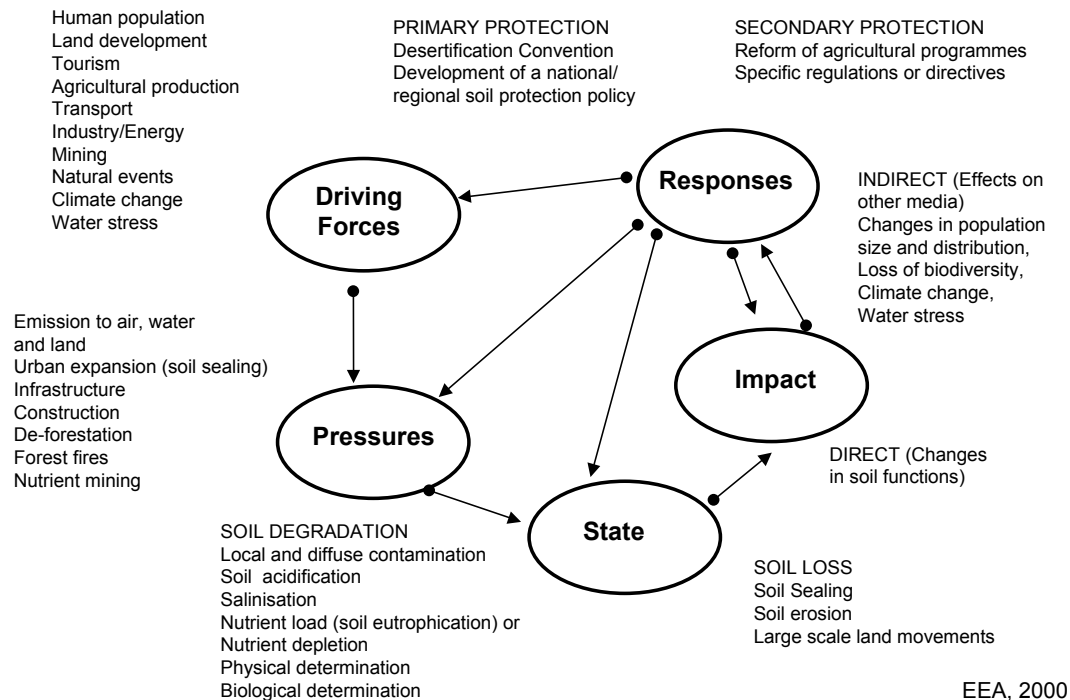 Human population
Land development
Tourism
Agricultural production
Transport
Industry/Energy
Mining
Natural events
Climate change
Water stress
PRIMARY PROTECTION
Desertification Convention
Development of a national/
regional soil protection policy
SECONDARY PROTECTION
Reform of agricultural programmes
Specific regulations or directives
Driving
Forces
Responses
INDIRECT (Effects on
other media)
Changes in population
size and distribution,
Loss of biodiversity,
Climate change,
Water stress
Emission to air, water
and land
Urban expansion (soil sealing)
Infrastructure
Construction
De-forestation
Forest fires
Nutrient mining
Pressures
Impact
DIRECT (Changes
in soil functions)
State
SOIL DEGRADATION
Local and diffuse contamination
Soil acidification
Salinisation
Nutrient load (soil eutrophication) or
Nutrient depletion
Physical determination
Biological determination
SOIL LOSS
Soil Sealing
Soil erosion
Large scale land movements
EEA, 2000